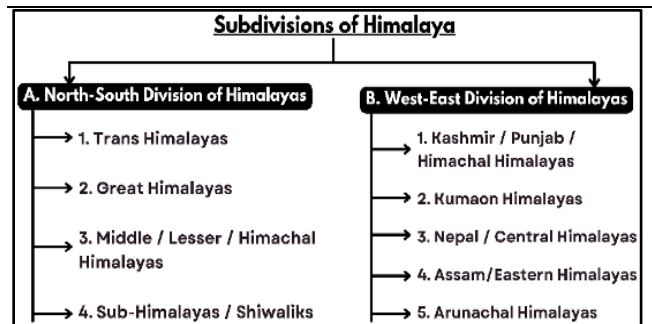 Subdivisions of Himalaya
A. North-South Division of Himalayas
1. Trans Himalayas
2. Great Himalayas
3. Middle / Lesser / Himachal
Himalayas
4. Sub-Himalayas / Shiwaliks
B. West-East Division of Himalayas
1. Kashmir / Punjab /
Himachal Himalayas
2. Kumaon Himalayas
3. Nepal / Central Himalayas
4. Assam/Eastern Himalayas
5. Arunachal Himalayas